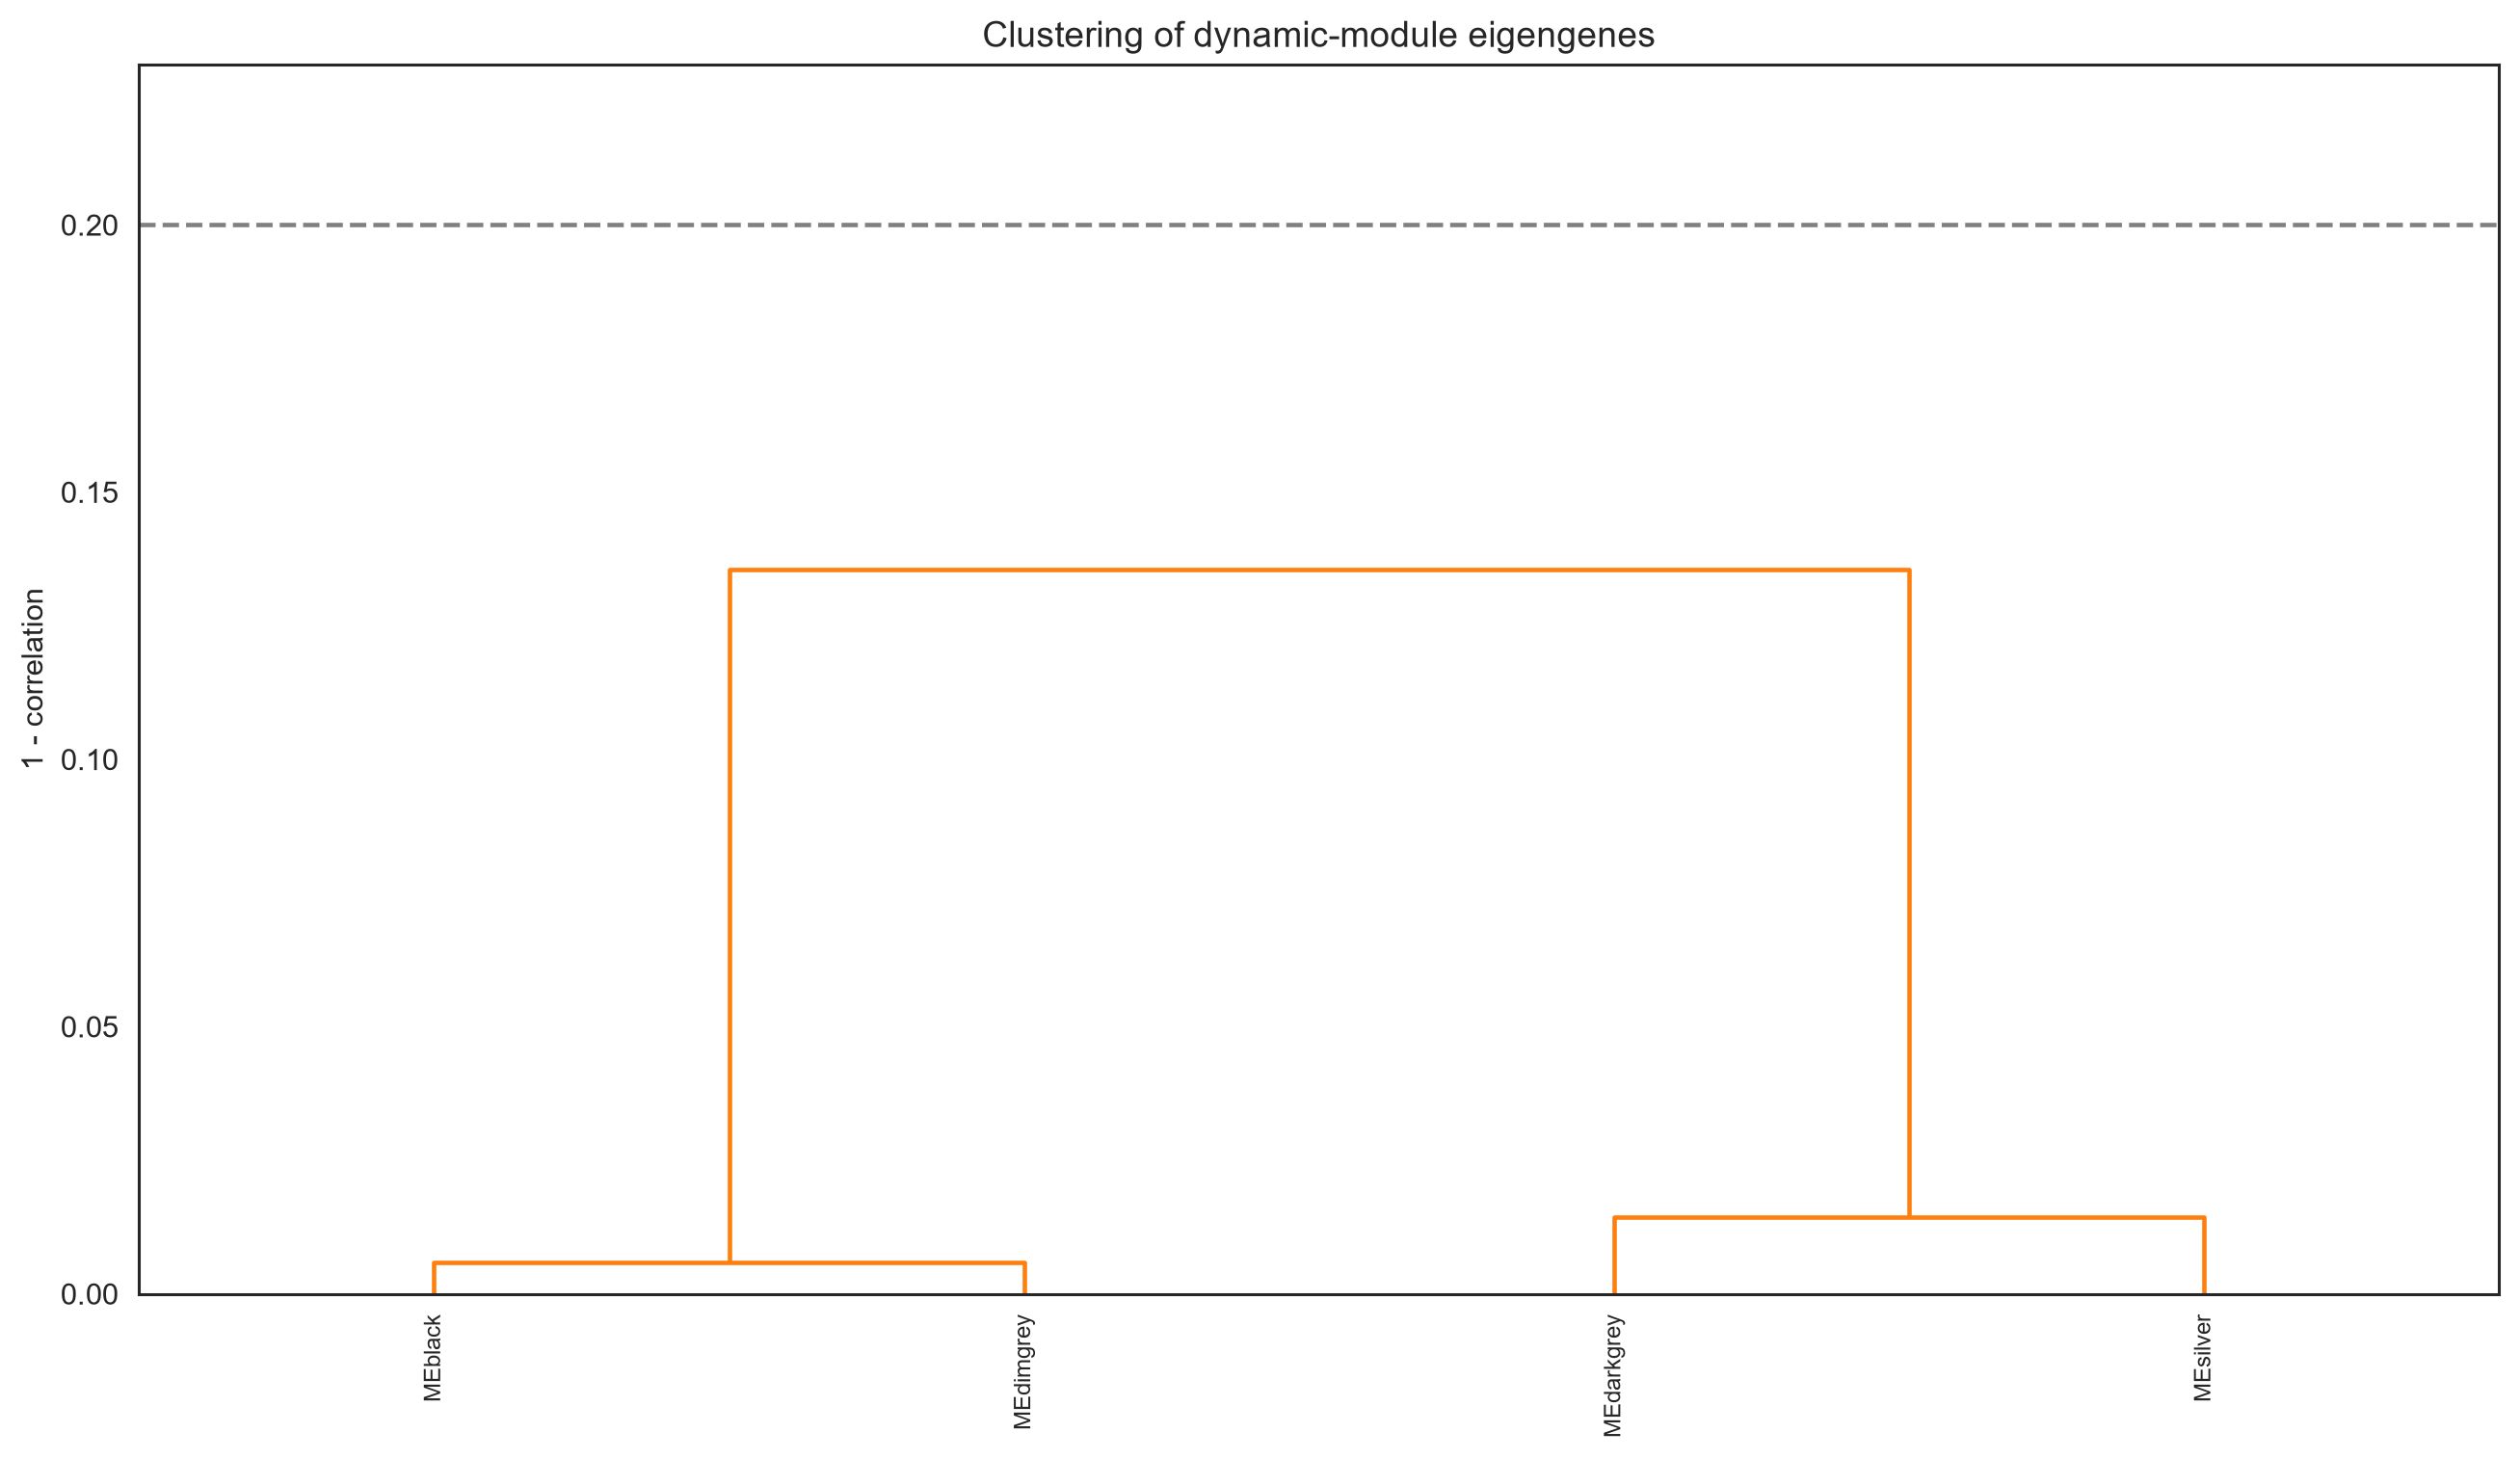 Clustering of dynamic-module eigengenes
1 - correlation
0.20
0.15
0.10
0.05
0.00
MEblack
MEdimgrey
MEdarkgrey
MEsilver